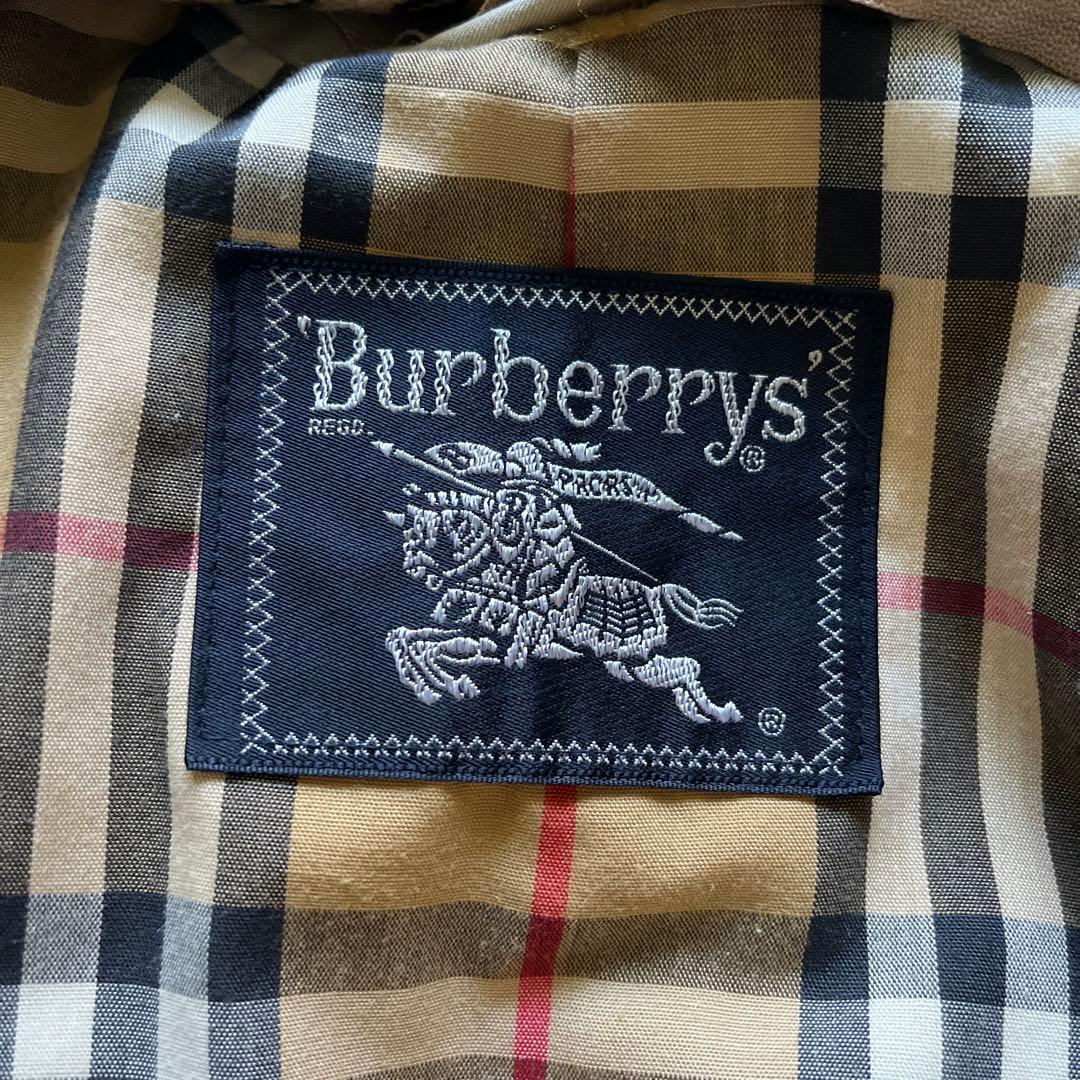 'Burberrys'
REGD. ®
PRORSUM
®